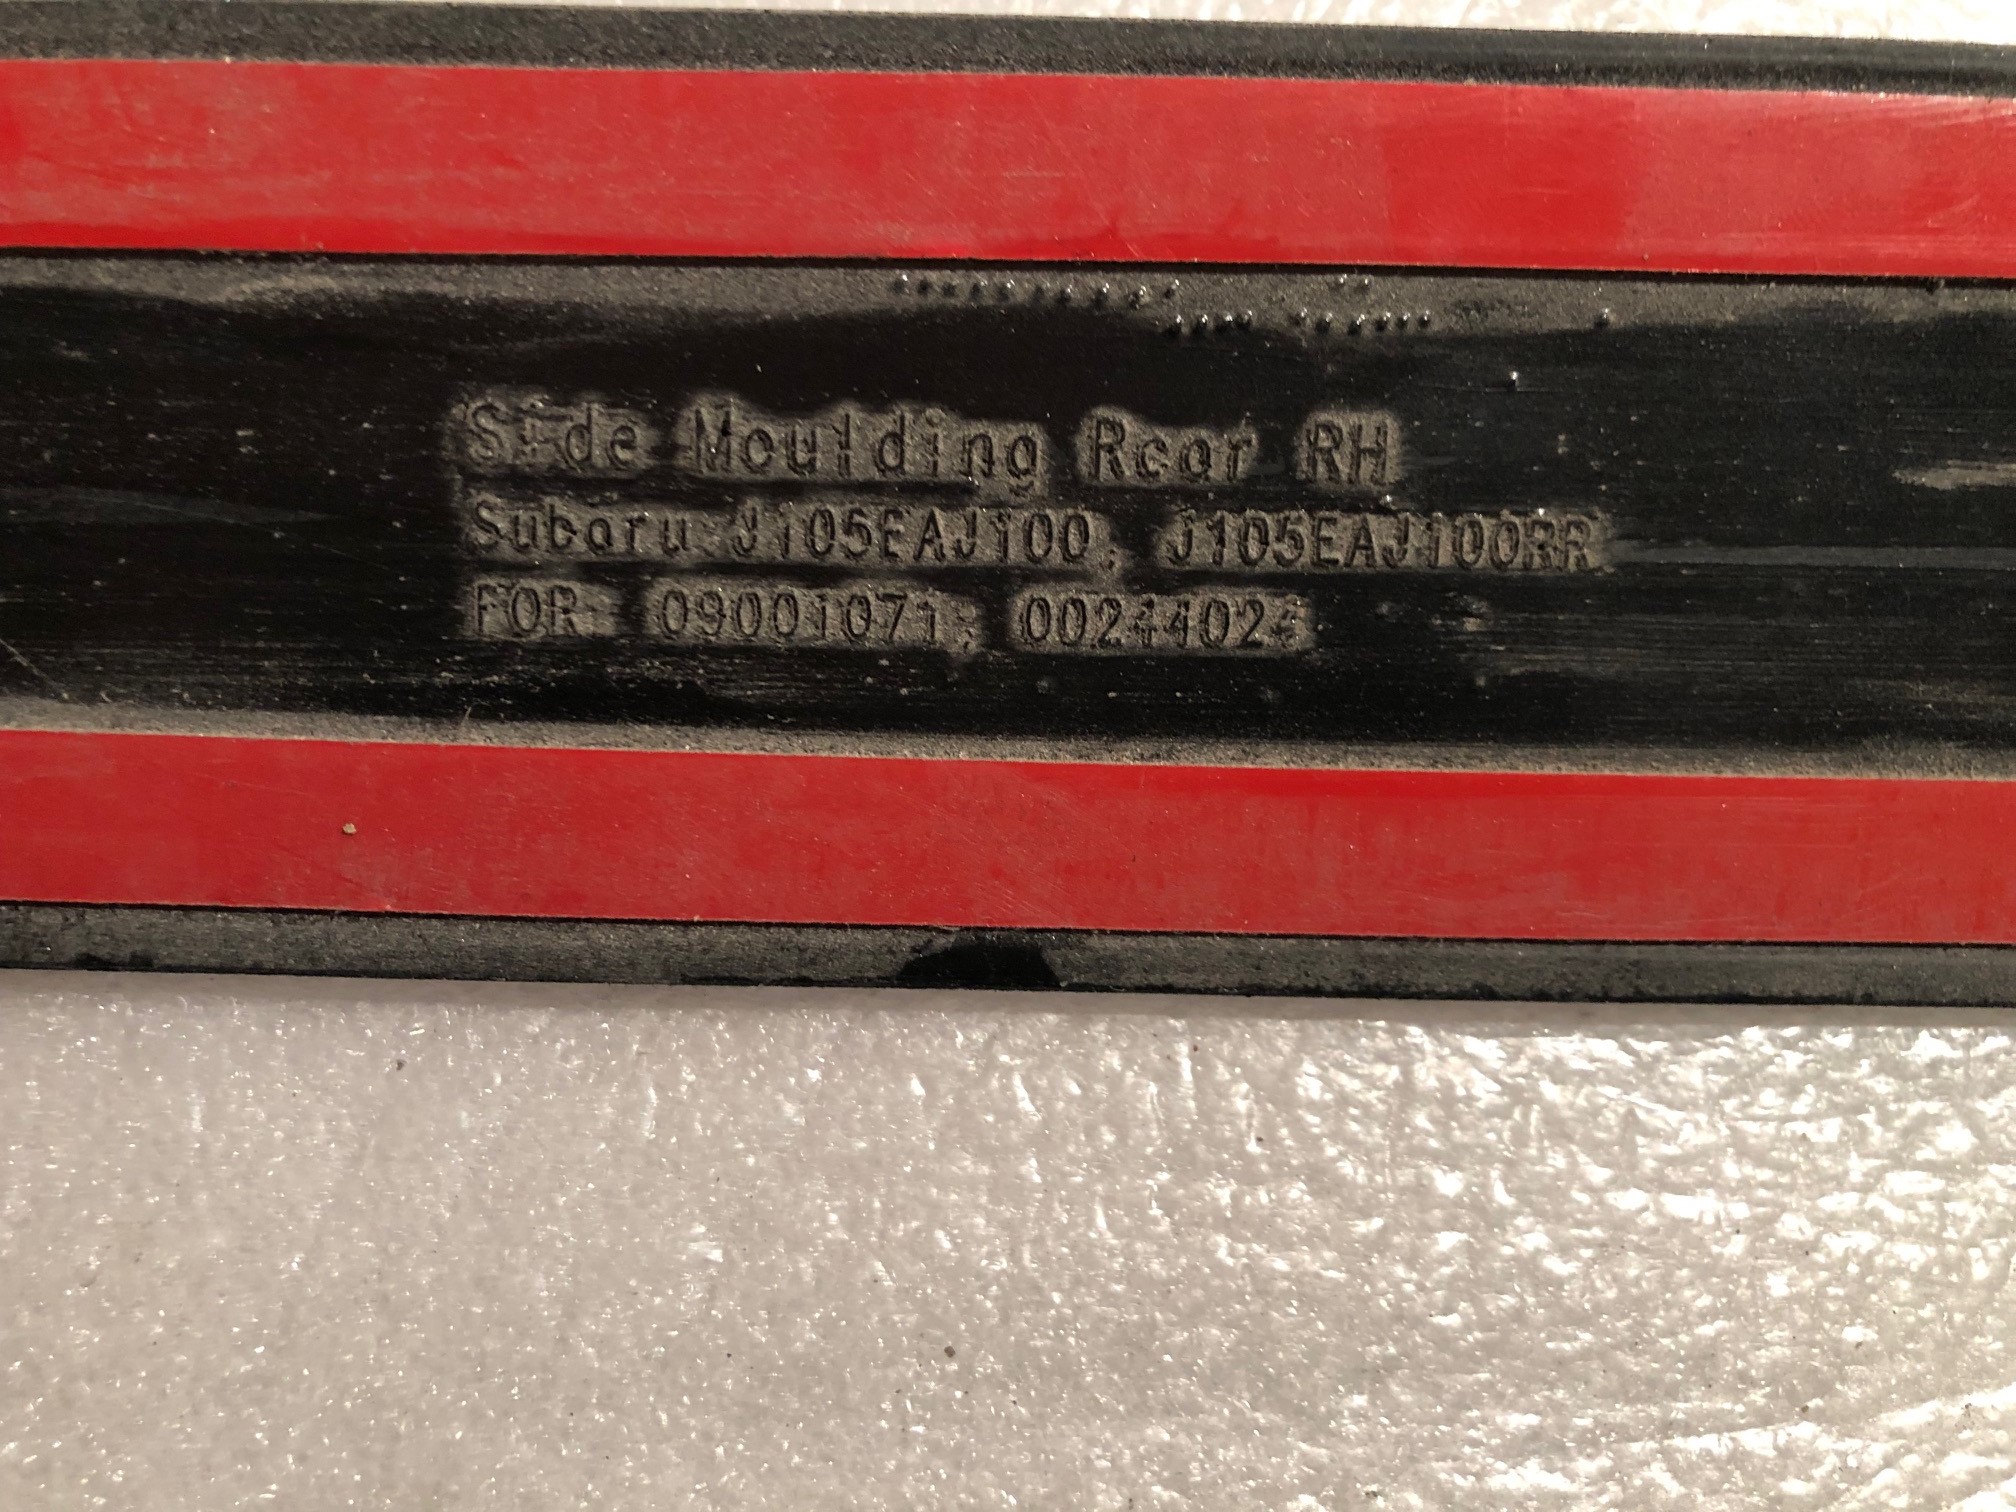 Side Moulding Rear RH
Subaru J105EAJ100, J105EAJ100RR
FOR 09001071, 00244024